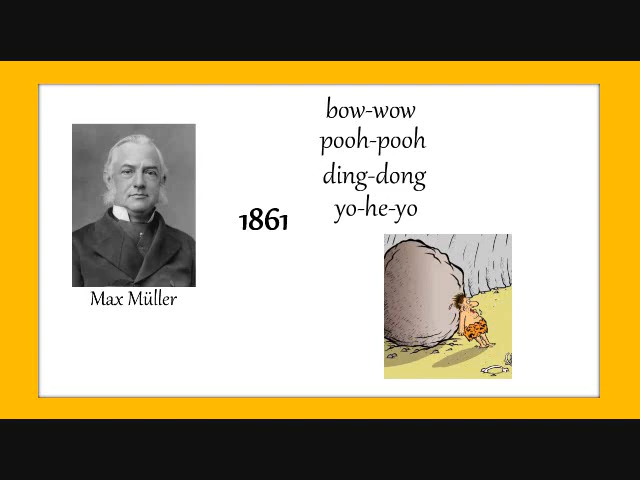 bow-wow
pooh-pooh
ding-dong
yo-he-yo
1861
Max Müller